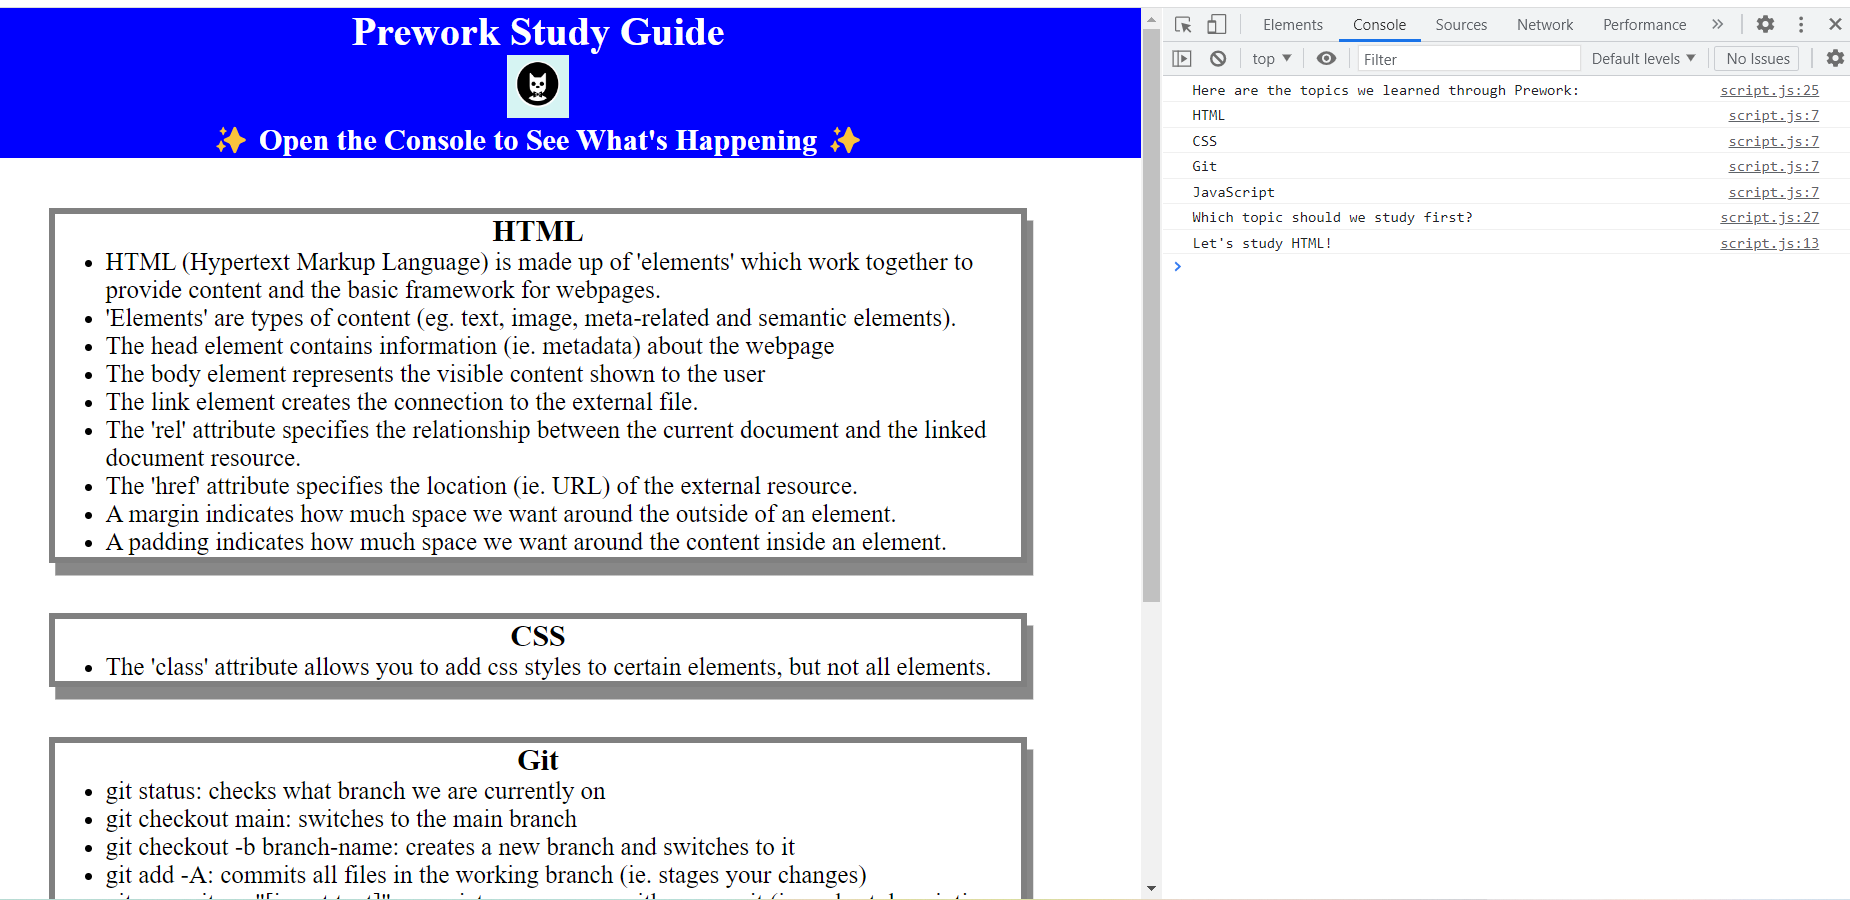 Prework Study Guide
✨ Open the Console to See What's Happening ✨
HTML
• HTML (Hypertext Markup Language) is made up of 'elements' which work together to
provide content and the basic framework for webpages.
• 'Elements' are types of content (eg. text, image, meta-related and semantic elements).
• The head element contains information (ie. metadata) about the webpage
• The body element represents the visible content shown to the user
• The link element creates the connection to the external file.
• The 'rel' attribute specifies the relationship between the current document and the linked
document resource.
• The 'href' attribute specifies the location (ie. URL) of the external resource.
• A margin indicates how much space we want around the outside of an element.
• A padding indicates how much space we want around the content inside an element.
CSS
• The 'class' attribute allows you to add css styles to certain elements, but not all elements.
Git
• git status: checks what branch we are currently on
• git checkout main: switches to the main branch
• git checkout -b branch-name: creates a new branch and switches to it
• git add -A: commits all files in the working branch (ie. stages your changes)
Elements Console Sources Network Performance »
top ▼ Filter Default levels ▼ No Issues
Here are the topics we learned through Prework: script.js:25
HTML script.js:7
CSS script.js:7
Git script.js:7
JavaScript script.js:7
Which topic should we study first? script.js:27
Let's study HTML! script.js:13
>